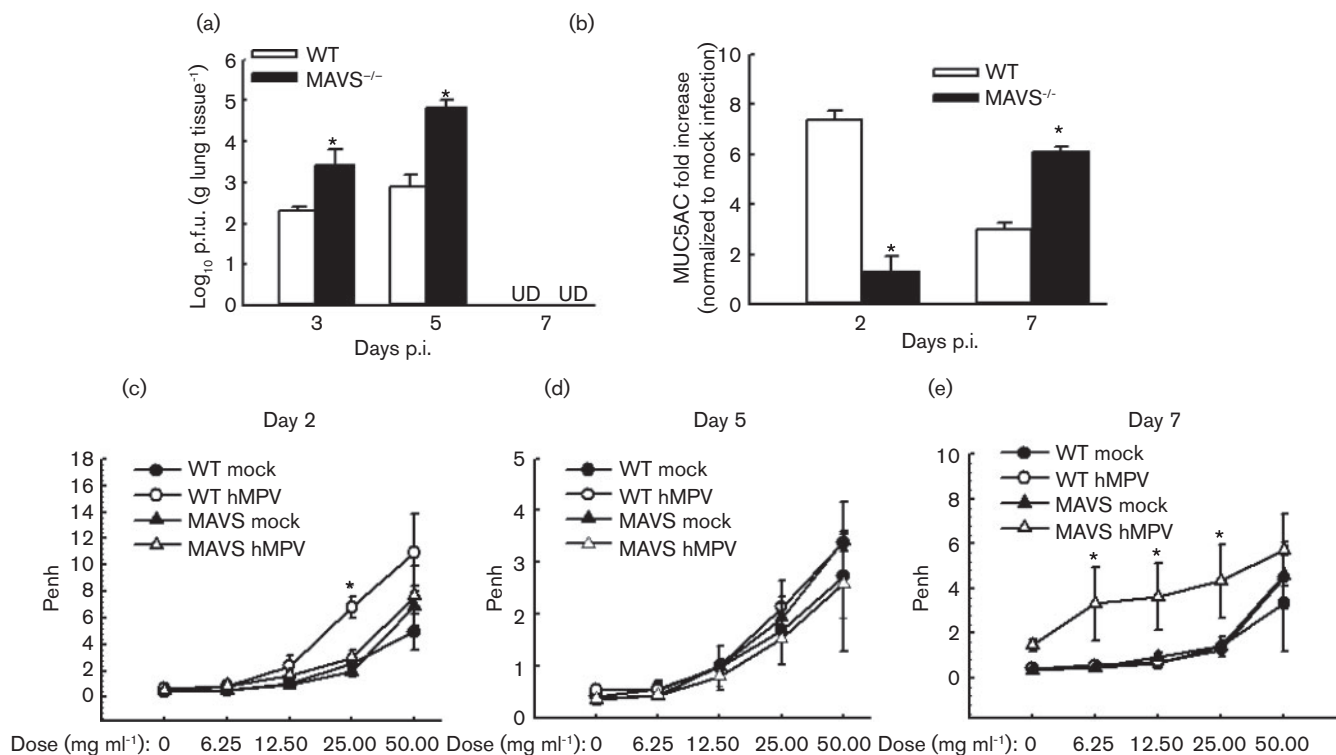 (a)
WT
MAVS⁻/⁻
Log₁₀ p.f.u. (g lung tissue⁻¹)
6
5
4
3
2
1
0
*
*
UD UD
3 5 7
Days p.i.
(b)
WT
MAVS⁻/⁻
MUC5AC fold increase
(normalized to mock infection)
10
8
6
4
2
0
*
*
2 7
Days p.i.
(c)
Day 2
WT mock
WT hMPV
MAVS mock
MAVS hMPV
Penh
18
16
14
12
10
8
6
4
2
0
*
Dose (mg ml⁻¹): 0 6.25 12.50 25.00 50.00
(d)
Day 5
WT mock
WT hMPV
MAVS mock
MAVS hMPV
Penh
5
4
3
2
1
0
Dose (mg ml⁻¹): 0 6.25 12.50 25.00 50.00
(e)
Day 7
WT mock
WT hMPV
MAVS mock
MAVS hMPV
Penh
10
8
6
4
2
0
* * *
Dose (mg ml⁻¹): 0 6.25 12.50 25.00 50.00